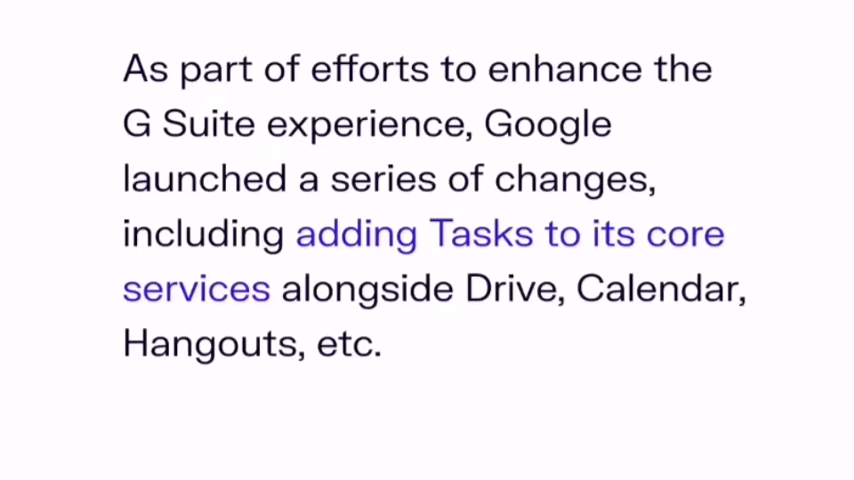 As part of efforts to enhance the
G Suite experience, Google
launched a series of changes,
including adding Tasks to its core
services alongside Drive, Calendar,
Hangouts, etc.